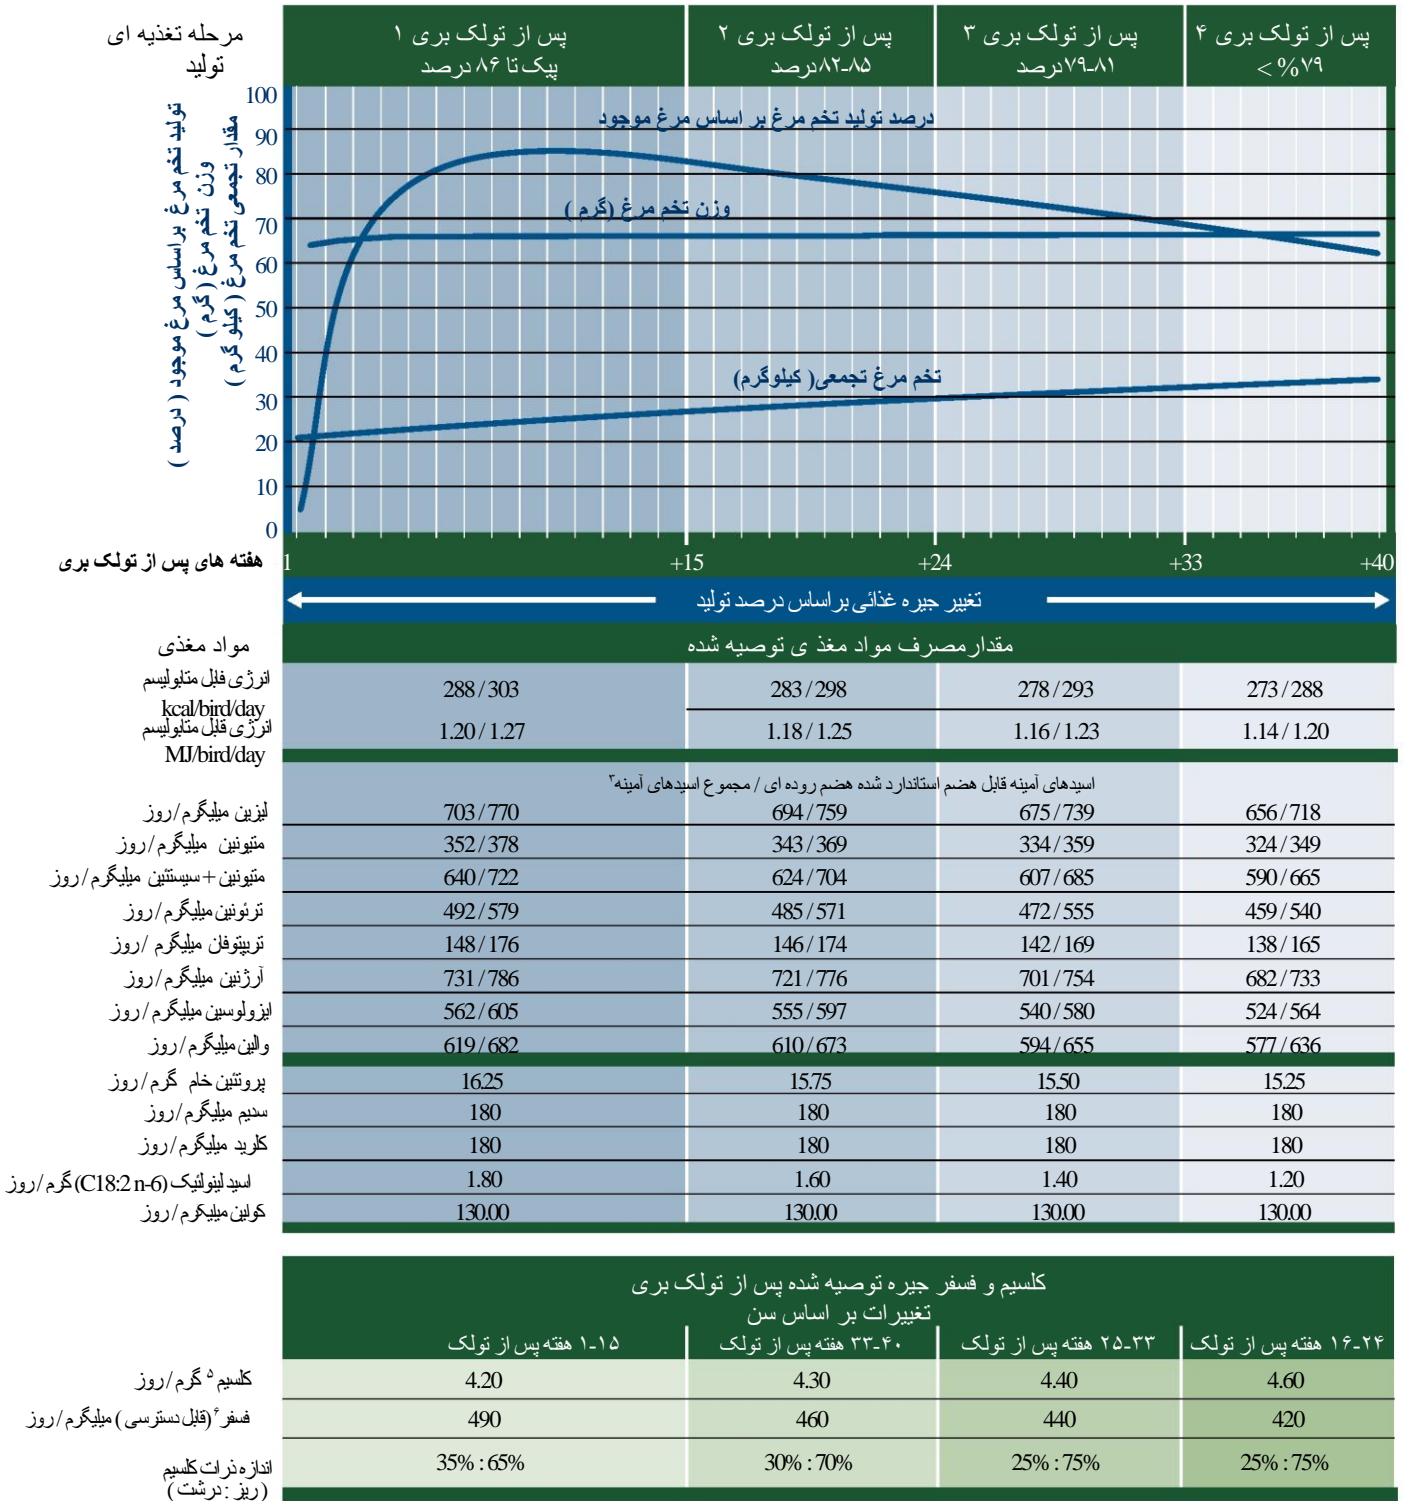 مرحله تغذیه ای
تولید
پس از تولک بری ۱
پیک تا ۸۶ درصد
پس از تولک بری ۲
۸۲-۸۵درصد
پس از تولک بری ۳
۷۹-۸۱درصد
پس از تولک بری ۴
< %۷۹
تولید تخم مرغ براساس مرغ موجود ( درصد )
وزن تخم مرغ ( گرم )
مقدار تجمعی تخم مرغ ( کیلو گرم )
100
90
80
70
60
50
40
30
20
10
0
درصد تولید تخم مرغ بر اساس مرغ موجود
وزن تخم مرغ (گرم )
تخم مرغ تجمعی( کیلوگرم)
هفته های پس از تولک بری
1 +15 +24 +33 +40
تغییر جیره غذائی براساس درصد تولید
مواد مغذی
مقدار مصرف مواد مغذ ی توصیه شده
انرژی قابل متابولیسم
kcal/bird/day
288 / 303 283 / 298 278 / 293 273 / 288
انرژی قابل متابولیسم
MJ/bird/day
1.20 / 1.27 1.18 / 1.25 1.16 / 1.23 1.14 / 1.20
اسیدهای آمینه قابل هضم استاندارد شده هضم روده ای / مجموع اسیدهای آمینه۳
لیزین میلیگرم/روز 703 / 770 694 / 759 675 / 739 656 / 718
متیونین میلیگرم/روز 352 / 378 343 / 369 334 / 359 324 / 349
متیونین +سیستئین میلیگرم/روز 640 / 722 624 / 704 607 / 685 590 / 665
ترئونین میلیگرم/روز 492 / 579 485 / 571 472 / 555 459 / 540
تریپتوفان میلیگرم /روز 148 / 176 146 / 174 142 / 169 138 / 165
آرژنین میلیگرم/روز 731 / 786 721 / 776 701 / 754 682 / 733
ایزولوسین میلیگرم/روز 562 / 605 555 / 597 540 / 580 524 / 564
والین میلیگرم/روز 619 / 682 610 / 673 594 / 655 577 / 636
پروتئین خام گرم/روز 16.25 15.75 15.50 15.25
سدیم میلیگرم/روز 180 180 180 180
کلرید میلیگرم/روز 180 180 180 180
اسید لینولئیک (C18:2 n-6) گرم/روز 1.80 1.60 1.40 1.20
کولین میلیگرم/روز 130.00 130.00 130.00 130.00
کلسیم و فسفر جیره توصیه شده پس از تولک بری
تغییرات بر اساس سن
۱-۱۵ هفته پس از تولک ۳۳-۴۰ هفته پس از تولک ۲۵-۳۳ هفته پس از تولک ۱۶-۲۴ هفته پس از تولک
کلسیم ۵ گرم/روز 4.20 4.30 4.40 4.60
فسفر۶ (قابل دسترسی ) میلیگرم/روز 490 460 440 420
اندازه ذرات کلسیم
( ریز : درشت )
35% : 65% 30% : 70% 25% : 75% 25% : 75%